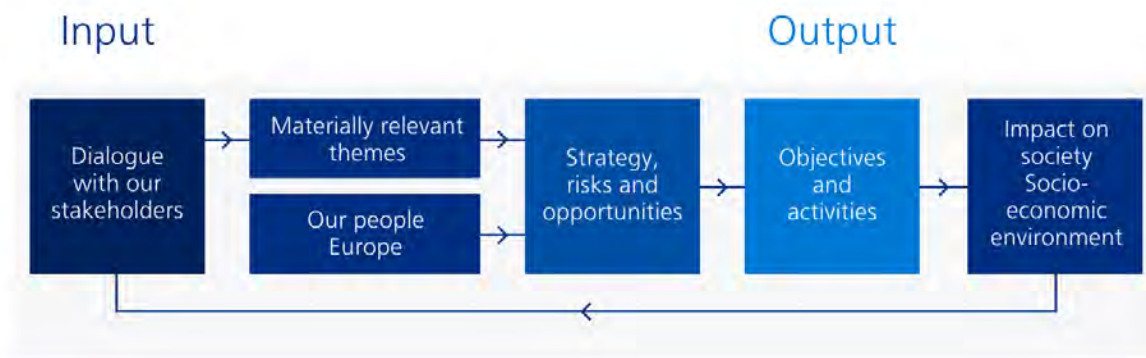 Input
Output
Dialogue
with our
stakeholders
Materially relevant
themes
Our people
Europe
Strategy,
risks and
opportunities
Objectives
and
activities
Impact on
society
Socio-
economic
environment